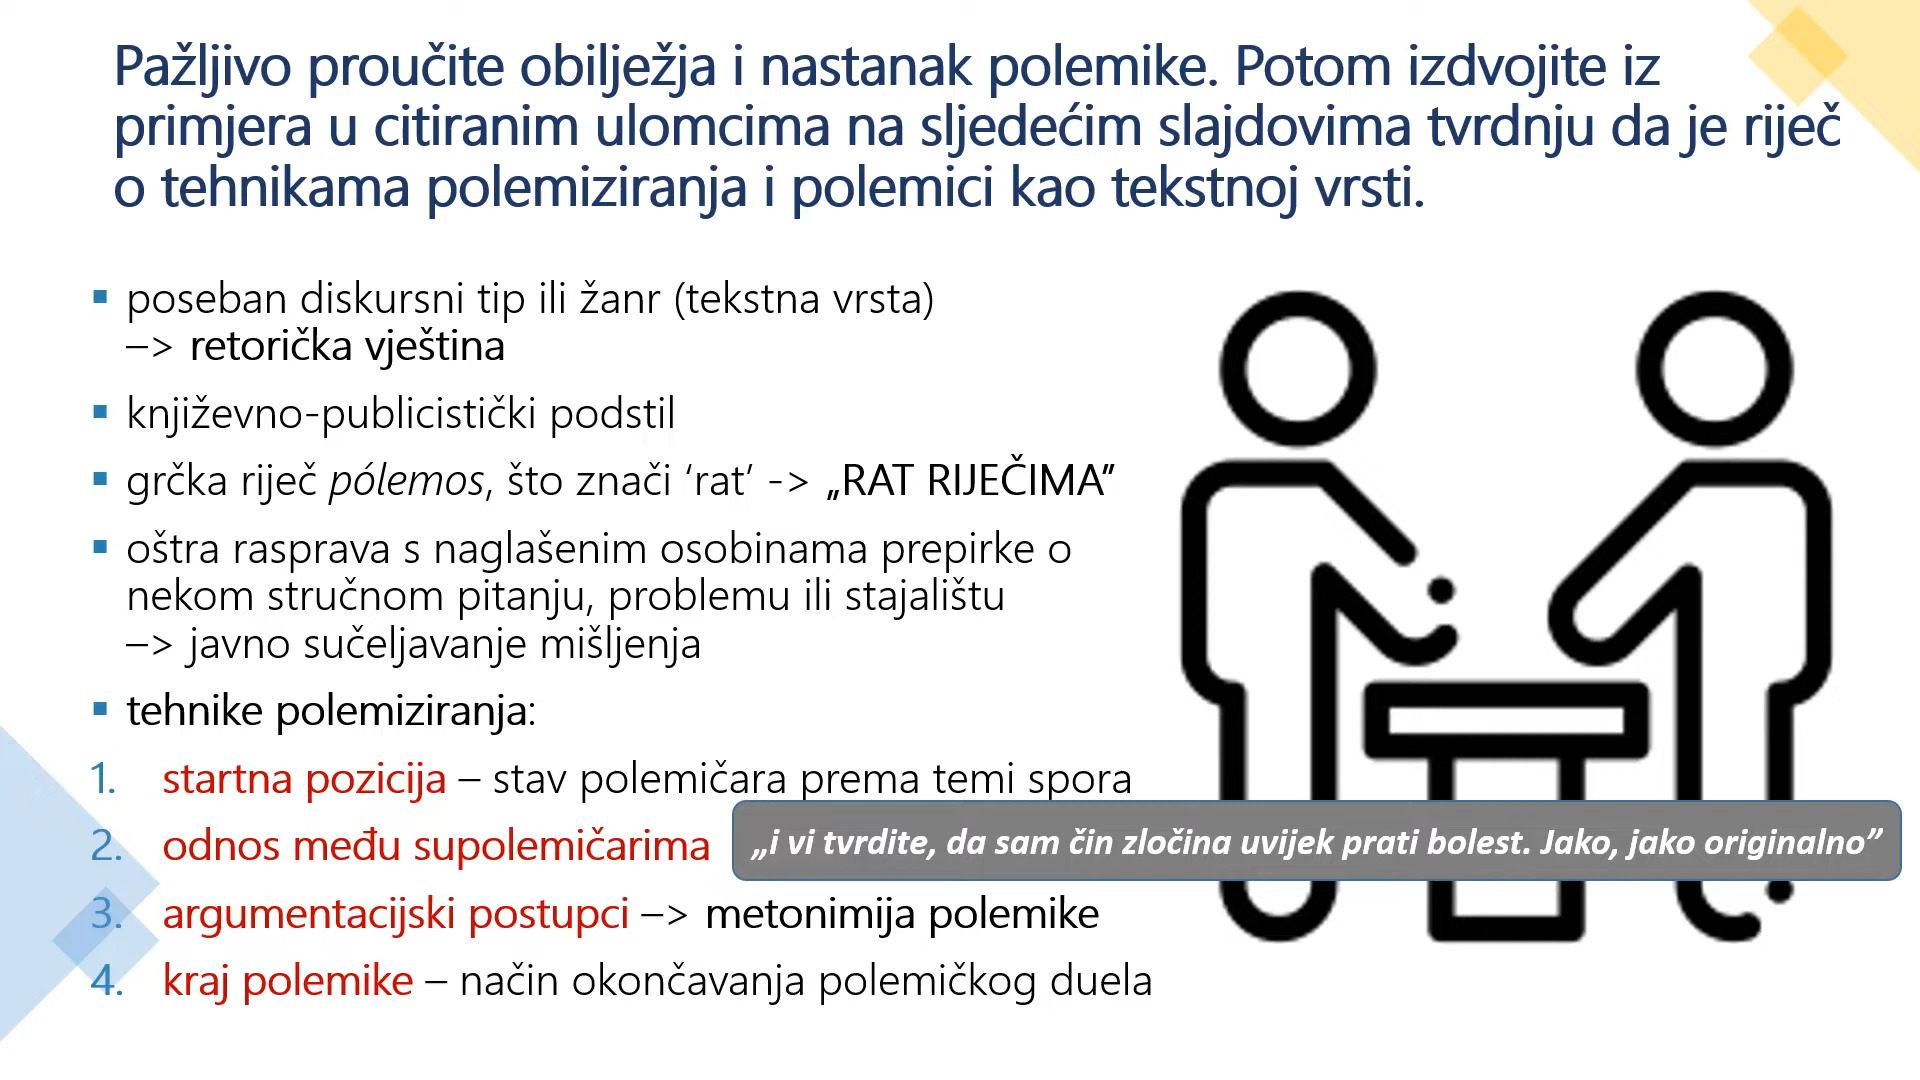 Pažljivo proučite obilježja i nastanak polemike. Potom izdvojite iz
primjera u citiranim ulomcima na sljedećim slajdovima tvrdnju da je riječ
o tehnikama polemiziranja i polemici kao tekstnoj vrsti.
▪ poseban diskursni tip ili žanr (tekstna vrsta)
–> retorička vještina
▪ književno-publicistički podstil
▪ grčka riječ pólemos, što znači ‘rat’ -> „RAT RIJEČIMA”
▪ oštra rasprava s naglašenim osobinama prepirke o
nekom stručnom pitanju, problemu ili stajalištu
–> javno sučeljavanje mišljenja
▪ tehnike polemiziranja:
1. startna pozicija – stav polemičara prema temi spora
2. odnos među supolemičarima
„i vi tvrdite, da sam čin zločina uvijek prati bolest. Jako, jako originalno”
3. argumentacijski postupci –> metonimija polemike
4. kraj polemike – način okončavanja polemičkog duela